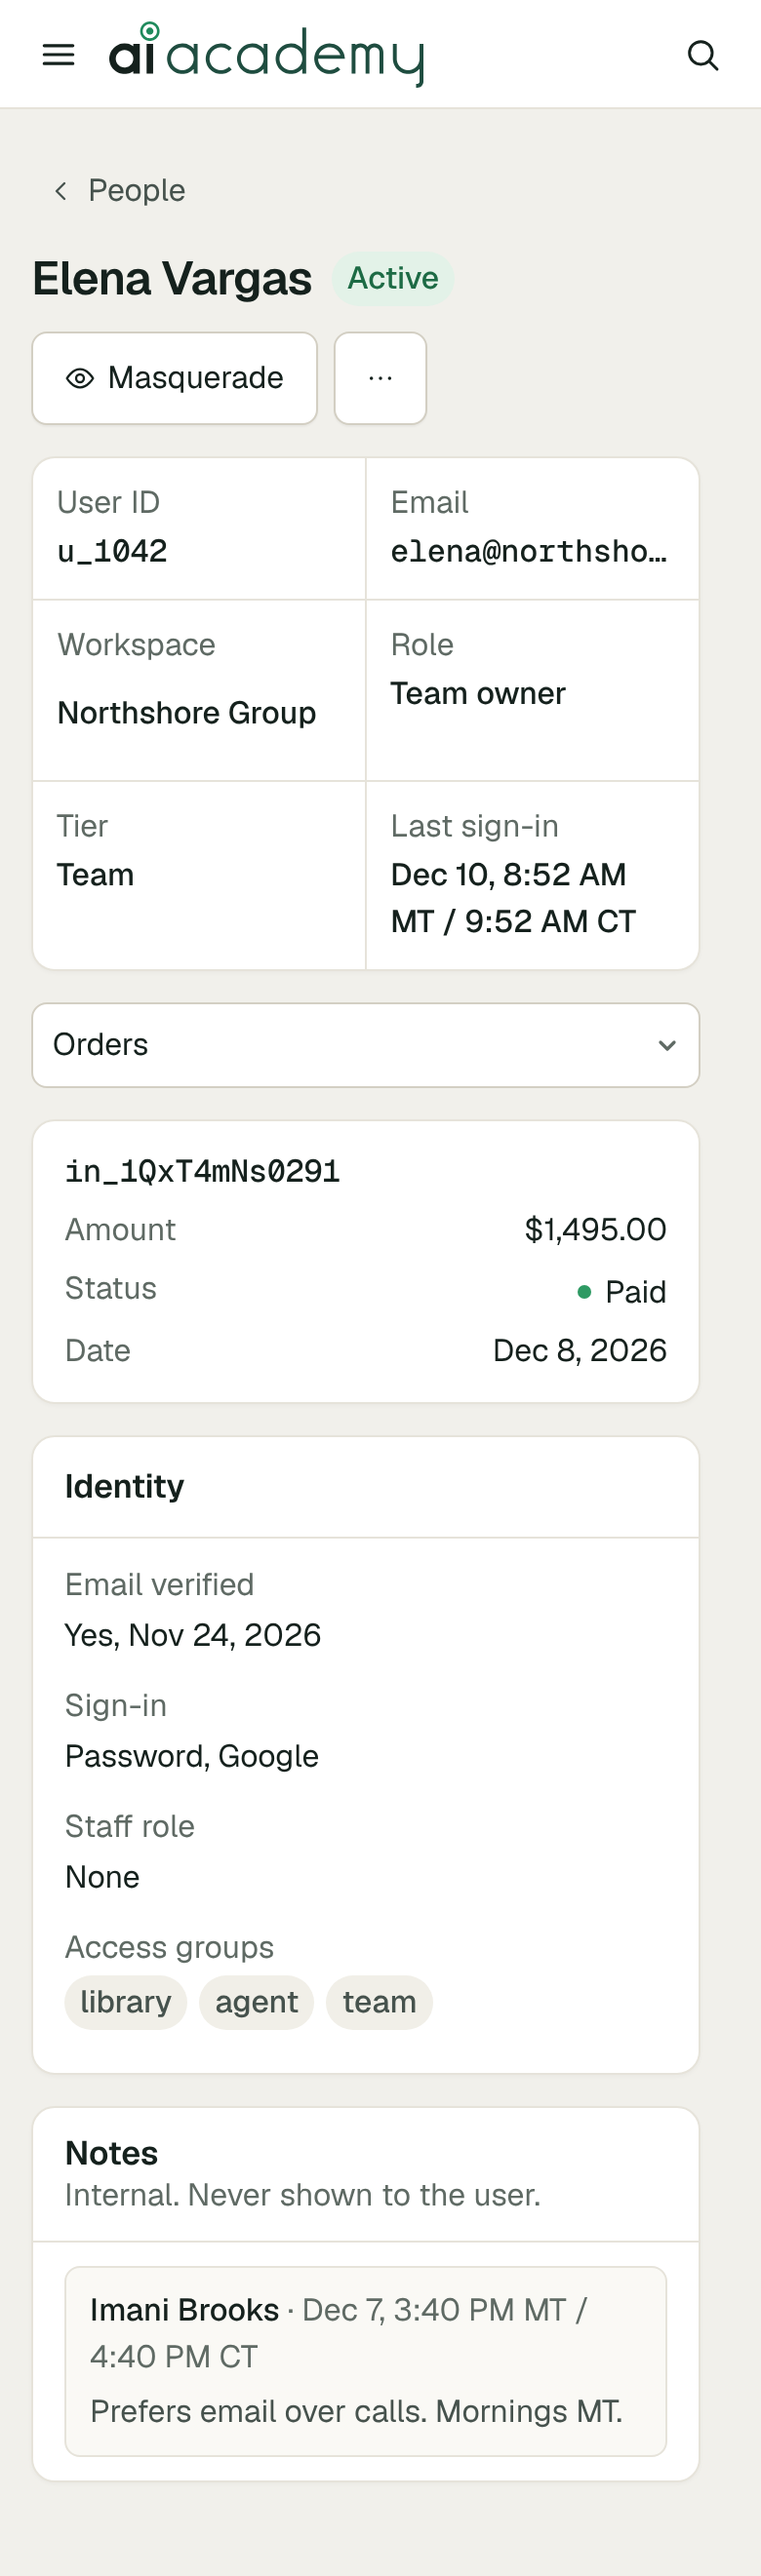 ai academy
People
Elena Vargas
Active
Masquerade
...
User ID
u_1042
Email
elena@northsho…
Workspace
Northshore Group
Role
Team owner
Tier
Team
Last sign-in
Dec 10, 8:52 AM
MT / 9:52 AM CT
Orders
in_1QxT4mNs0291
Amount
$1,495.00
Status
Paid
Date
Dec 8, 2026
Identity
Email verified
Yes, Nov 24, 2026
Sign-in
Password, Google
Staff role
None
Access groups
library agent team
Notes
Internal. Never shown to the user.
Imani Brooks · Dec 7, 3:40 PM MT /
4:40 PM CT
Prefers email over calls. Mornings MT.